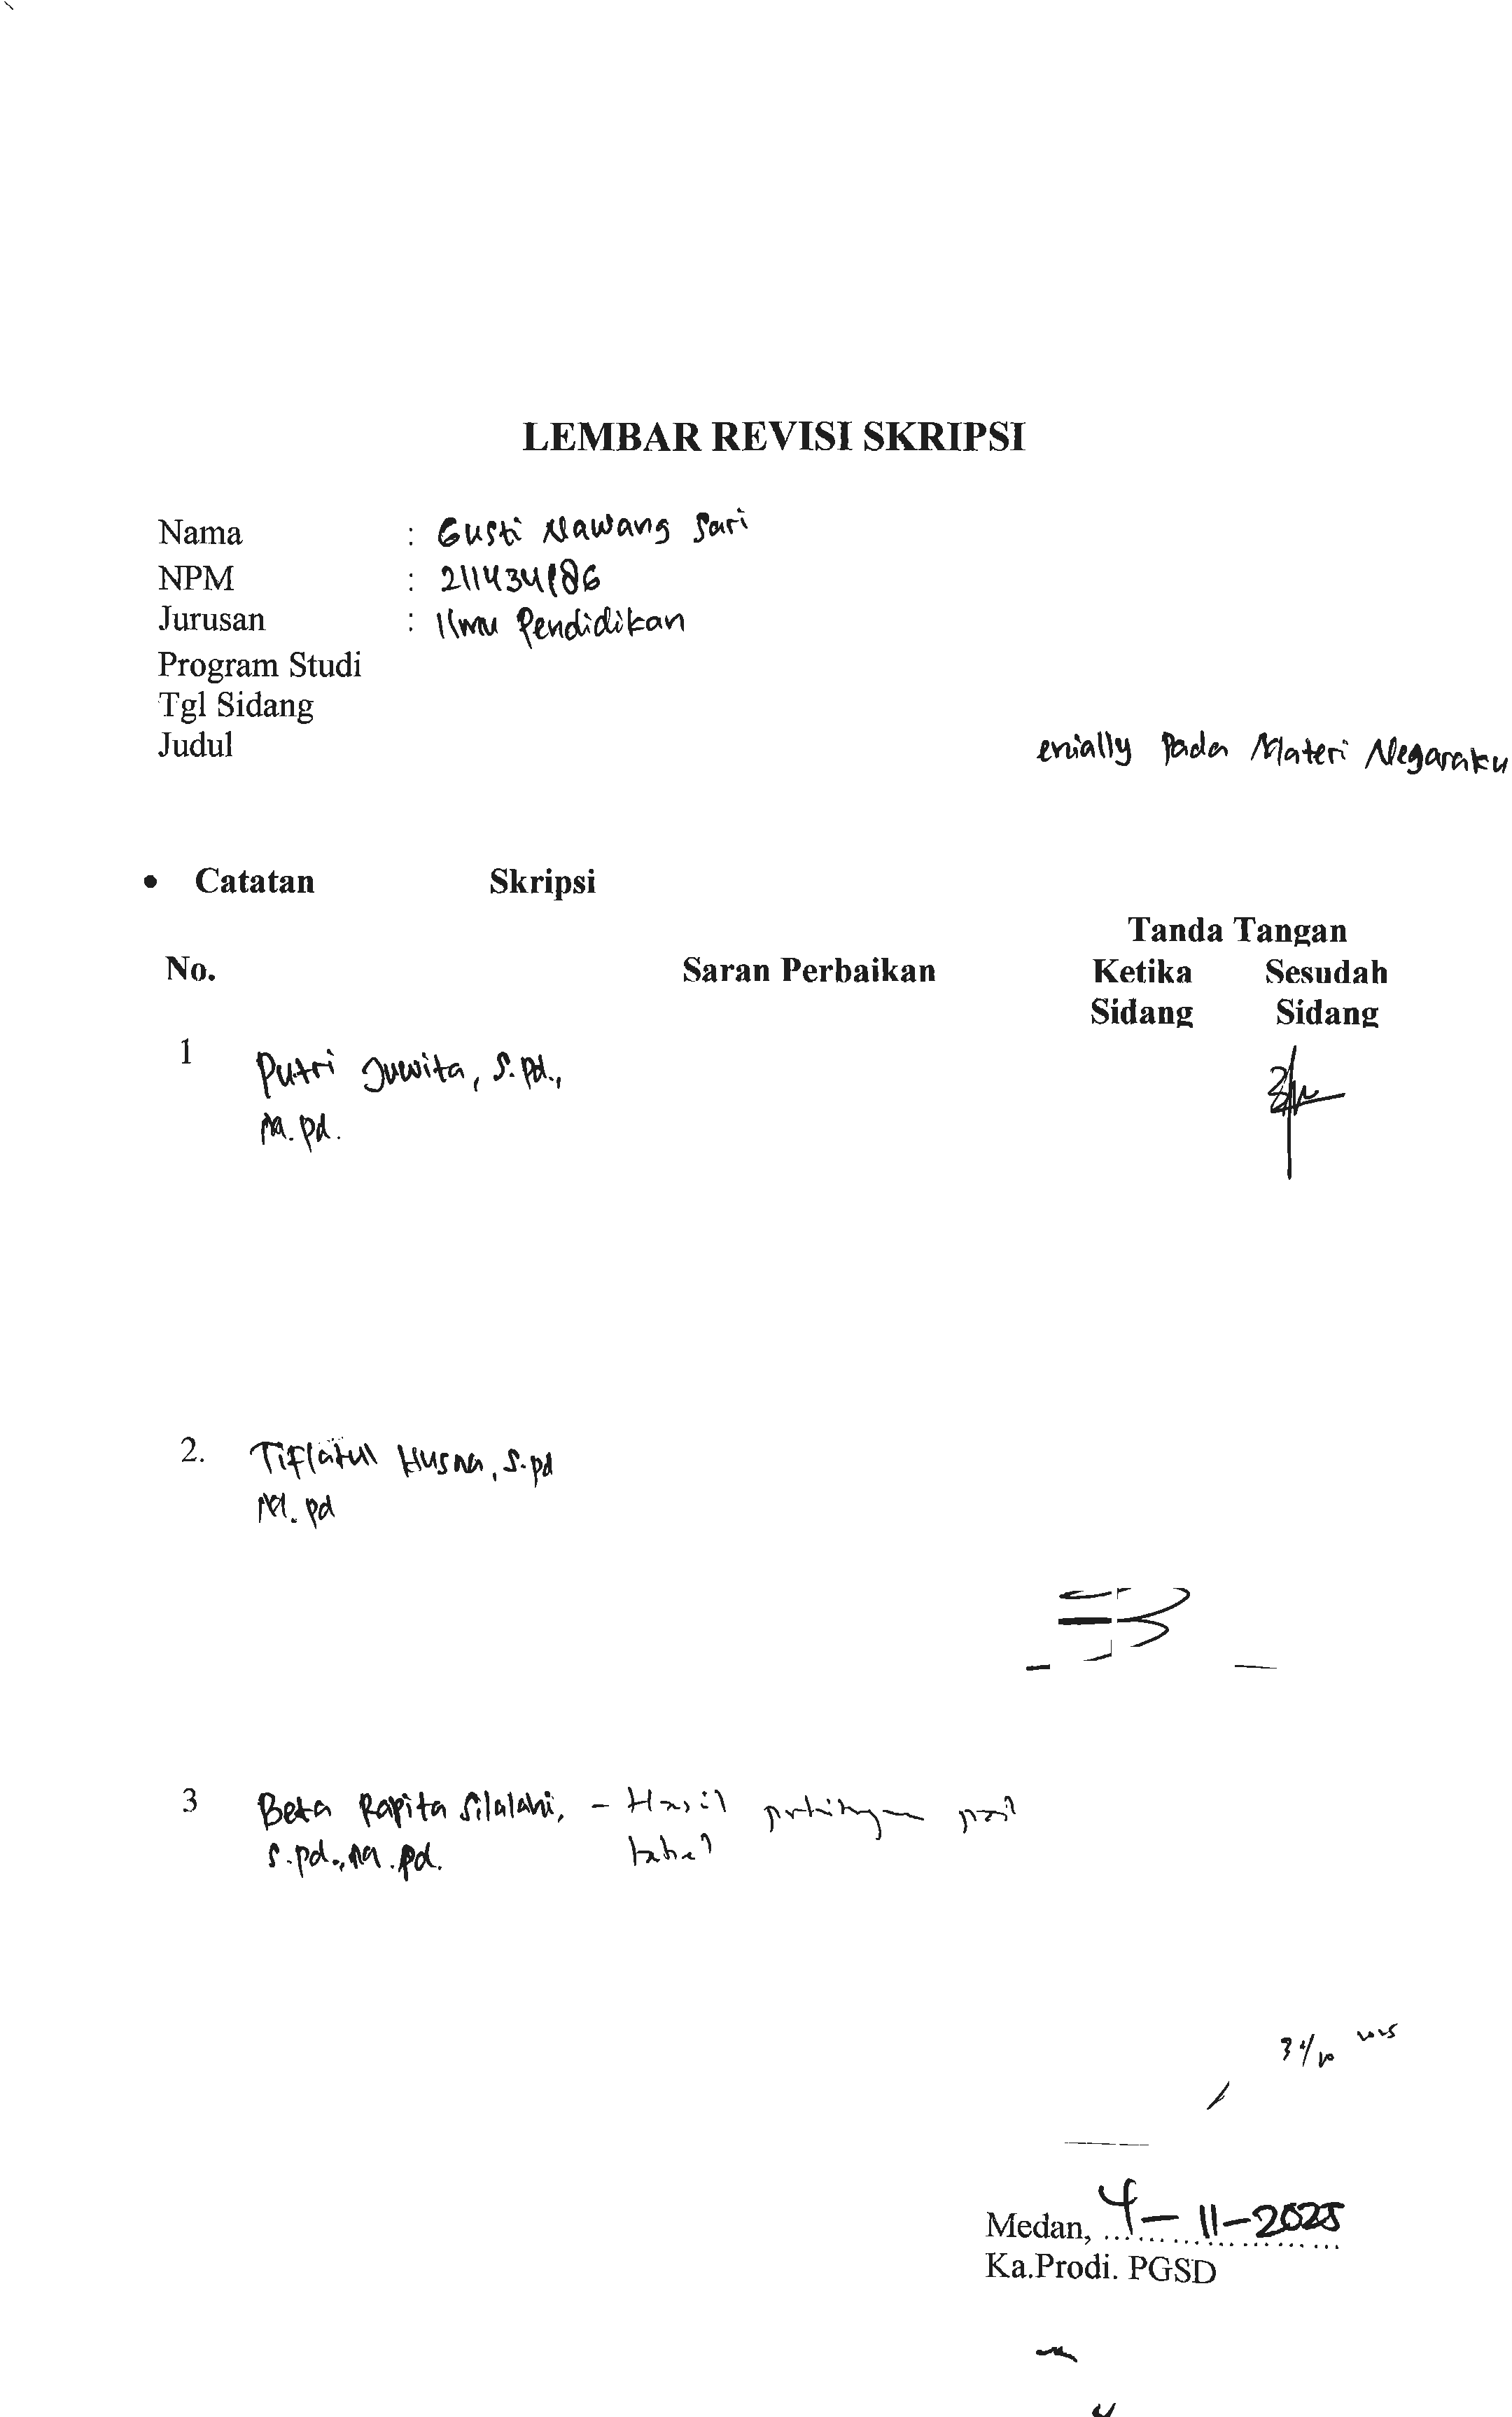 LEMBAR REVISI SKRIPSI
Nama : Gusti Nawang Sari
NPM : 211434186
Jurusan : Ilmu Pendidikan
Program Studi
Tgl Sidang
Judul enially Pada Materi Negaraku
• Catatan Skripsi
Tanda Tangan
No. Saran Perbaikan Ketika Sesudah
Sidang Sidang
1 Putri Juwita, S.Pd.,
M.Pd.
2. Tiflatul Husna, S.Pd
M.Pd
3 Beta Rapita Silalahi, - Hasil
S.Pd., M.Pd. tabel
Medan, 4-11-2025
Ka.Prodi. PGSD